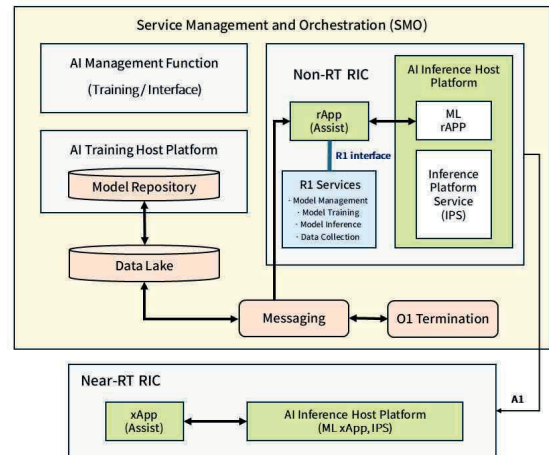 Service Management and Orchestration (SMO)
AI Management Function
(Training / Interface)
AI Training Host Platform
Model Repository
Data Lake
Non-RT RIC
rApp
(Assist)
R1 interface
R1 Services
· Model Management
· Model Training
· Model Inference
· Data Collection
AI Inference Host
Platform
ML
rAPP
Inference
Platform
Service
(IPS)
Messaging
O1 Termination
Near-RT RIC
xApp
(Assist)
AI Inference Host Platform
(ML xApp, IPS)
A1